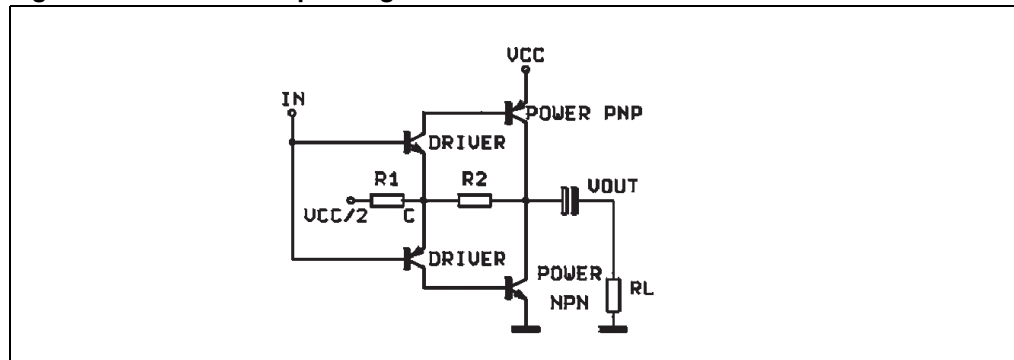 VCC
IN
POWER PNP
DRIVER
R1
R2
VOUT
VCC/2
C
DRIVER
POWER
NPN
RL